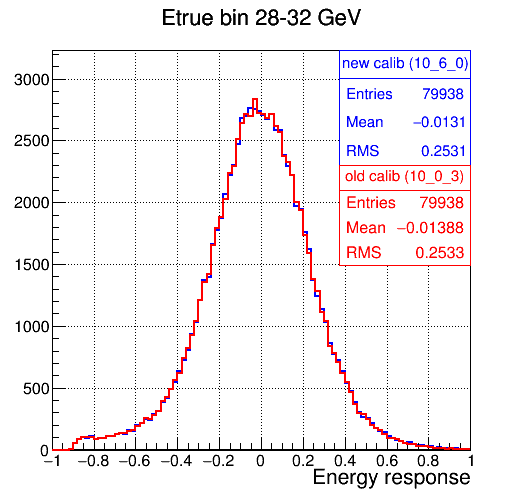 Etrue bin 28-32 GeV
new calib (10_6_0)
Entries 79938
Mean −0.0131
RMS 0.2531
old calib (10_0_3)
Entries 79938
Mean −0.01388
RMS 0.2533
3000
2500
2000
1500
1000
500
0
−1 −0.8 −0.6 −0.4 −0.2 0 0.2 0.4 0.6 0.8 1
Energy response